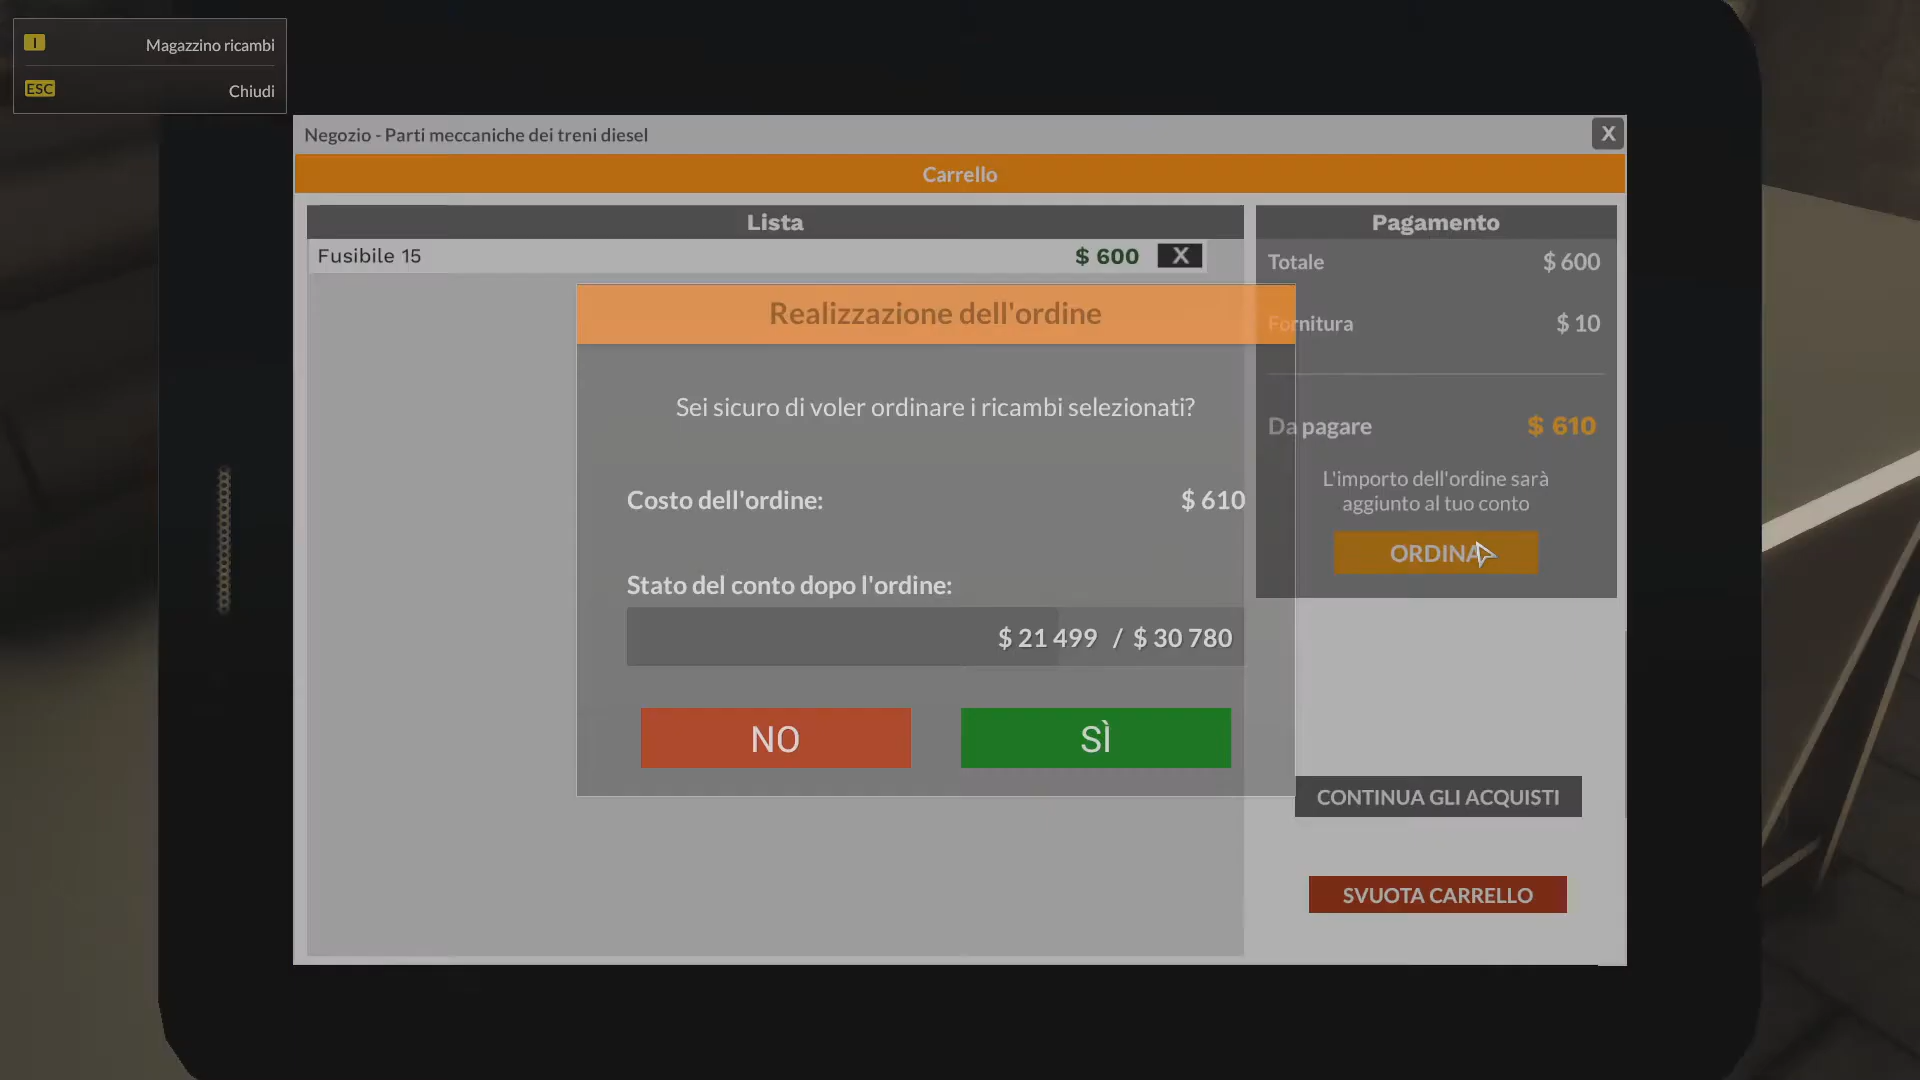 I Magazzino ricambi
ESC Chiudi
Negozio - Parti meccaniche dei treni diesel X
Carrello
Lista
Fusibile 15 $ 600 X
Pagamento
Totale $ 600
Fornitura $ 10
Da pagare $ 610
L'importo dell'ordine sarà
aggiunto al tuo conto
ORDINA
Realizzazione dell'ordine
Sei sicuro di voler ordinare i ricambi selezionati?
Costo dell'ordine: $ 610
Stato del conto dopo l'ordine:
$ 21 499 / $ 30 780
NO SÌ
CONTINUA GLI ACQUISTI
SVUOTA CARRELLO